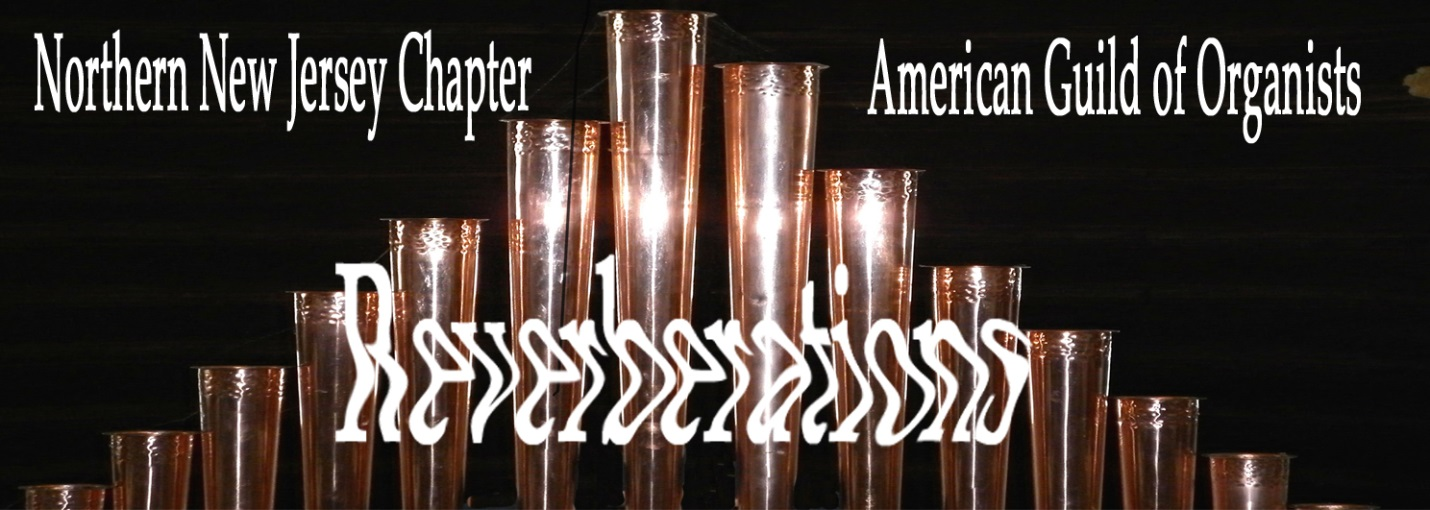 Northern New Jersey Chapter
American Guild of Organists
Reverberations